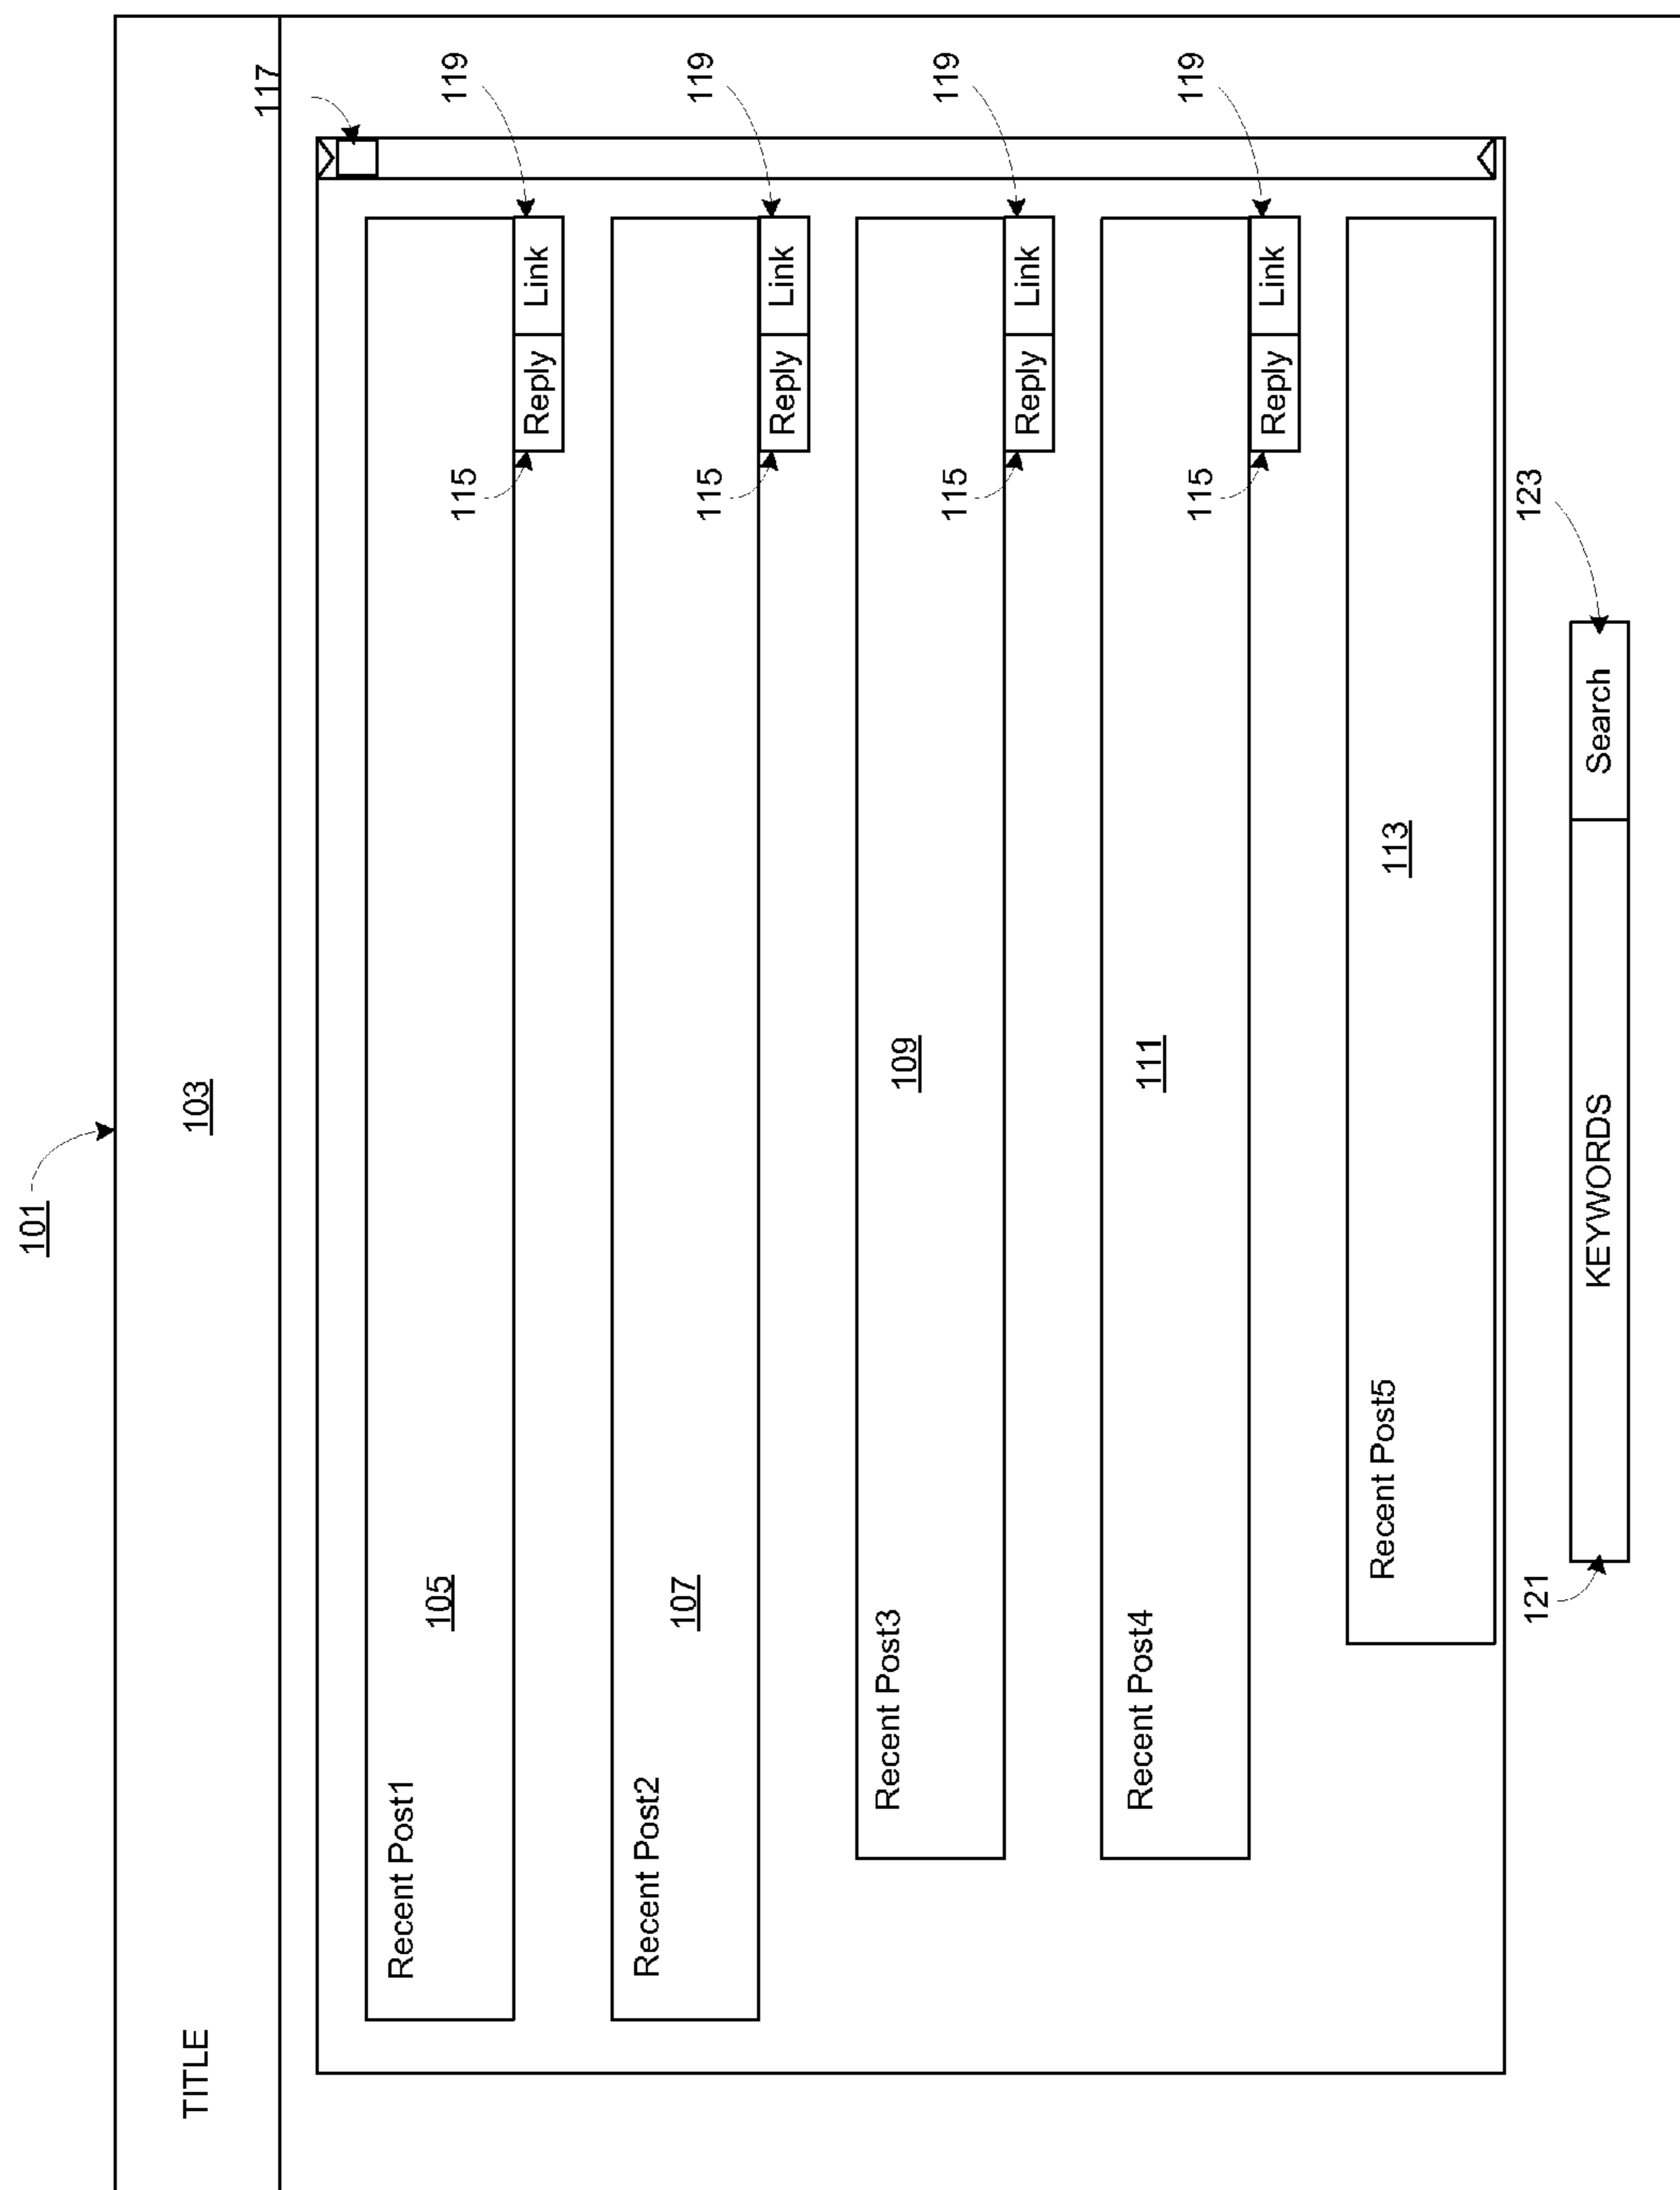 101
TITLE
103
117
Recent Post1
105
119
115
Reply
Link
Recent Post2
107
119
115
Reply
Link
Recent Post3
109
119
115
Reply
Link
Recent Post4
111
119
115
Reply
Link
Recent Post5
113
121
123
KEYWORDS
Search